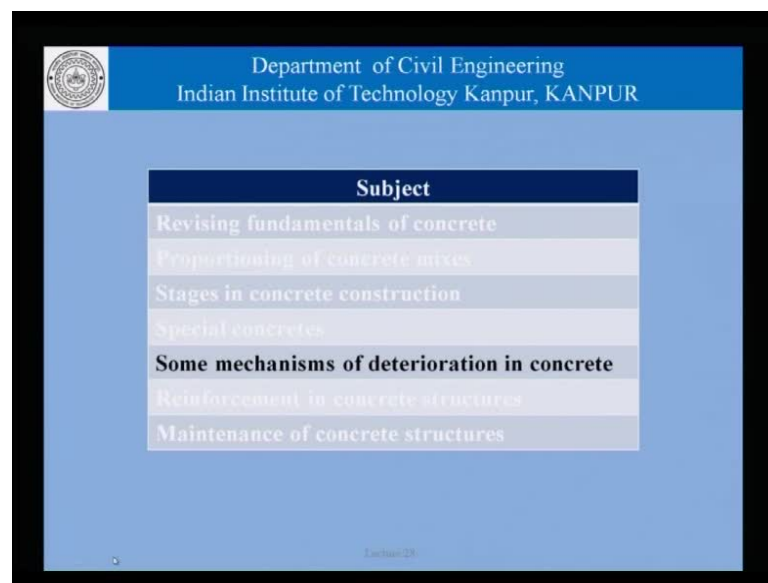 Department of Civil Engineering
Indian Institute of Technology Kanpur, KANPUR
Subject
Revising fundamentals of concrete
Proportioning of concrete mixes
Stages in concrete construction
Special concretes
Some mechanisms of deterioration in concrete
Reinforcement in concrete structures
Maintenance of concrete structures